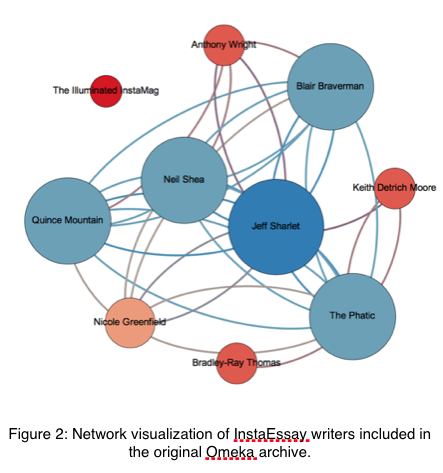 Anthony Wright
Blair Braverman
The Illuminated InstaMag
Neil Shea
Keith Detrich Moore
Quince Mountain
Jeff Sharlet
The Phatic
Nicole Greenfield
Bradley-Ray Thomas
Figure 2: Network visualization of InstaEssay writers included in
the original Omeka archive.